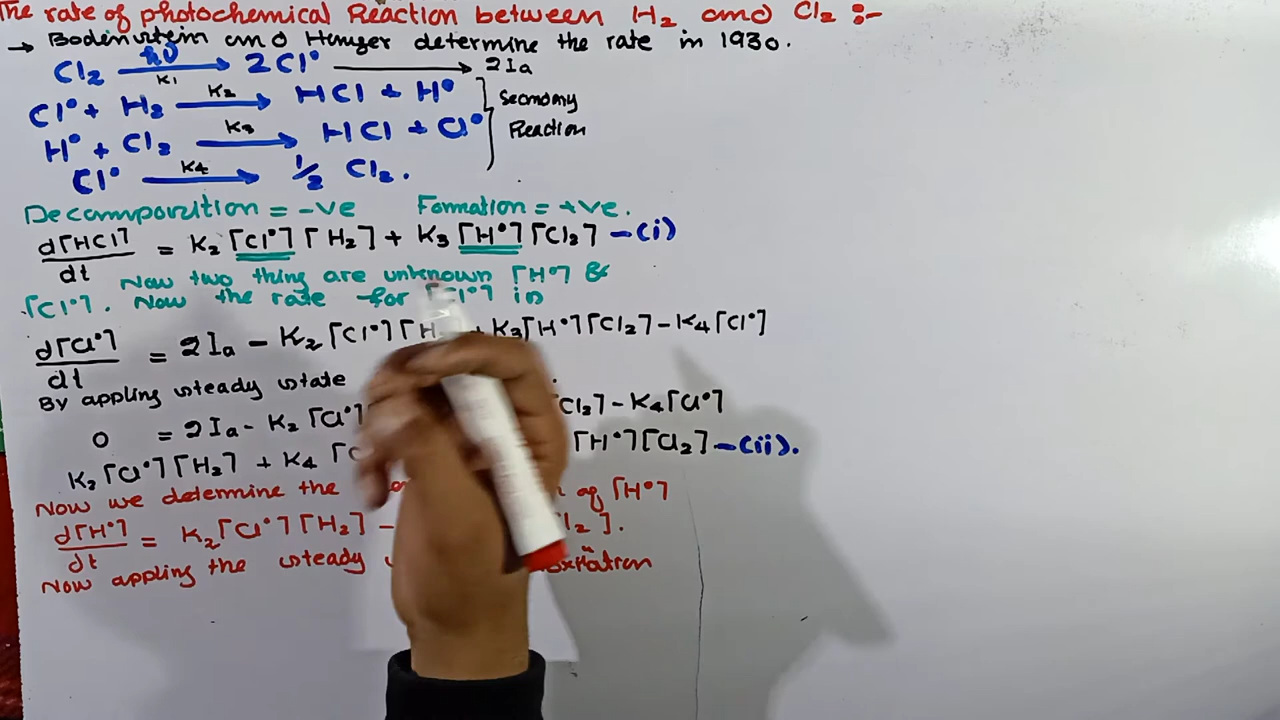 The rate of photochemical Reaction between H₂ and Cl₂ :-
→ Bodenstein and Henger determine the rate in 1930.
Cl₂ —hν/K₁→ 2Cl° ⟶ 2Ia
Cl° + H₂ —K₂→ HCl + H°
Secondary
H° + Cl₂ —K₃→ HCl + Cl°
Reaction
Cl° —K₄→ ½ Cl₂.
Decomposition = -ve Formation = +ve.
d[HCl]/dt = K₂ [Cl°] [H₂] + K₃ [H°] [Cl₂] -(i)
Now two thing are unknown [H°] &
[Cl°]. Now the rate for [Cl°] is
d[Cl°]/dt = 2Ia - K₂ [Cl°] [H + K₃ [H°] [Cl₂] - K₄ [Cl°]
By appling steady state
0 = 2Ia - K₂ [Cl°] Cl₂] - K₄ [Cl°]
K₂ [Cl°] [H₂] + K₄ [C [H°] [Cl₂] -(ii).
Now we determine the of [H°]
d[H°]/dt = K₂ [Cl°] [H₂] - Cl₂].
Now appling the steady